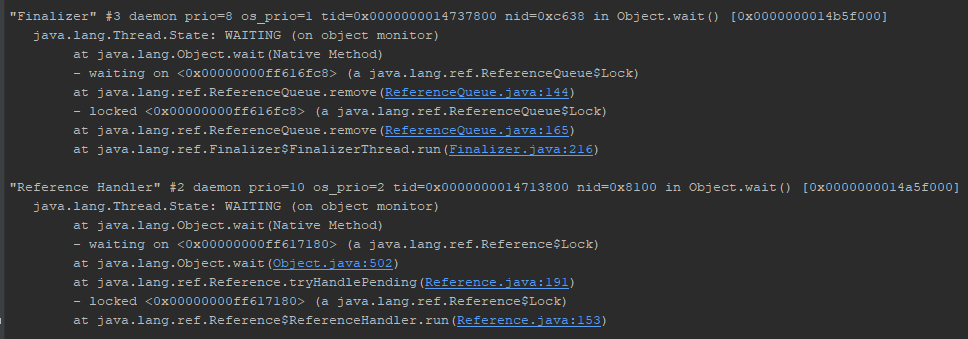 "Finalizer" #3 daemon prio=8 os_prio=1 tid=0x0000000014737800 nid=0xc638 in Object.wait() [0x0000000014b5f000]
java.lang.Thread.State: WAITING (on object monitor)
at java.lang.Object.wait(Native Method)
- waiting on <0x00000000ff616fc8> (a java.lang.ref.ReferenceQueue$Lock)
at java.lang.ref.ReferenceQueue.remove(ReferenceQueue.java:144)
- locked <0x00000000ff616fc8> (a java.lang.ref.ReferenceQueue$Lock)
at java.lang.ref.ReferenceQueue.remove(ReferenceQueue.java:165)
at java.lang.ref.Finalizer$FinalizerThread.run(Finalizer.java:216)
"Reference Handler" #2 daemon prio=10 os_prio=2 tid=0x0000000014713800 nid=0x8100 in Object.wait() [0x0000000014a5f000]
java.lang.Thread.State: WAITING (on object monitor)
at java.lang.Object.wait(Native Method)
- waiting on <0x00000000ff617180> (a java.lang.ref.Reference$Lock)
at java.lang.Object.wait(Object.java:502)
at java.lang.ref.Reference.tryHandlePending(Reference.java:191)
- locked <0x00000000ff617180> (a java.lang.ref.Reference$Lock)
at java.lang.ref.Reference$ReferenceHandler.run(Reference.java:153)